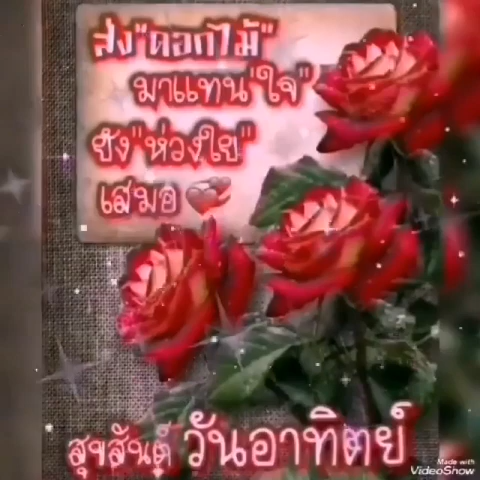 ส่ง"ดอกไม้"
มาแทน"ใจ"
ยัง"ห่วงใย"
เสมอ
สุขสันต์ วันอาทิตย์
Made with
VideoShow